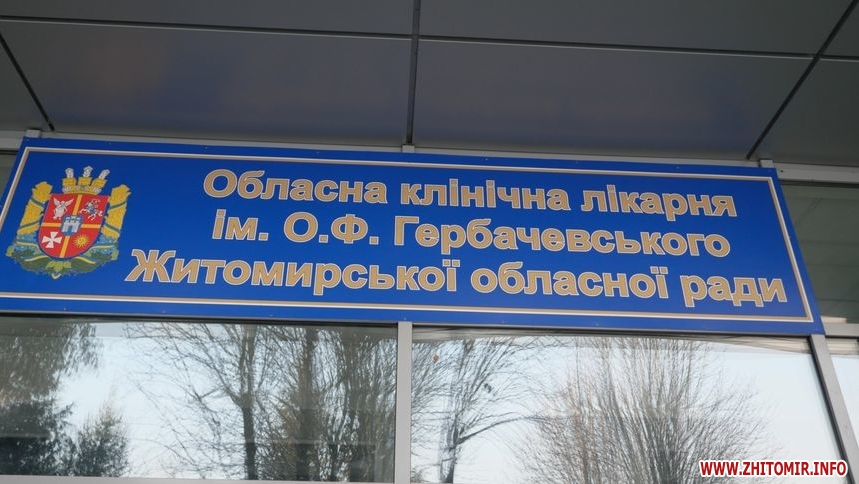 Обласна клінічна лікарня
ім. О.Ф. Гербачевського
Житомирської обласної ради
WWW.ZHITOMIR.INFO